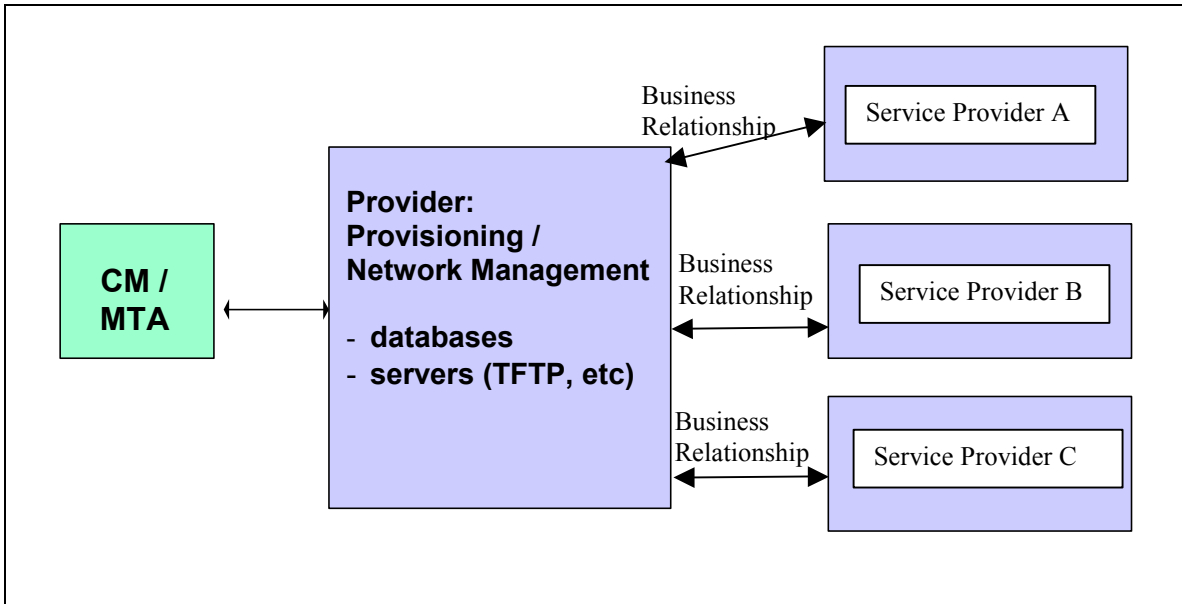 CM /
MTA
Provider:
Provisioning /
Network Management
- databases
- servers (TFTP, etc)
Business
Relationship
Service Provider A
Business
Relationship
Service Provider B
Business
Relationship
Service Provider C